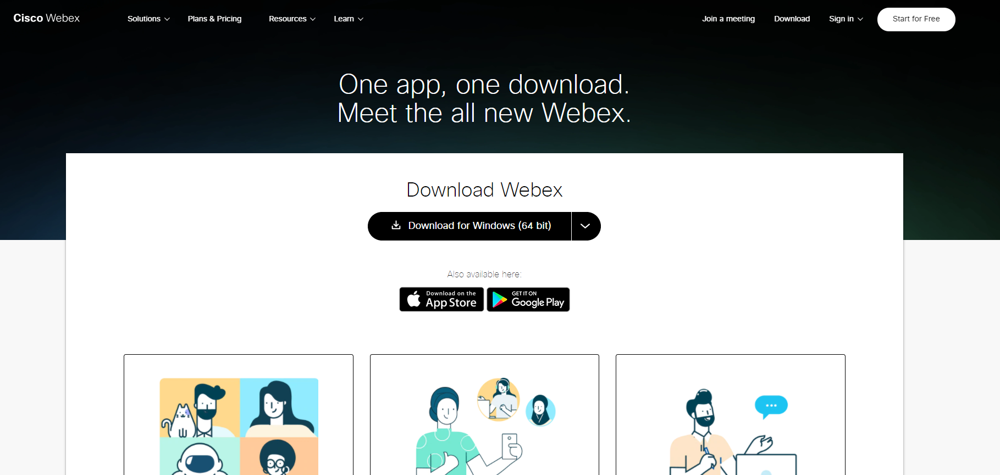 Cisco Webex
Solutions
Plans & Pricing
Resources
Learn
Join a meeting
Download
Sign in
Start for Free
One app, one download.
Meet the all new Webex.
Download Webex
Download for Windows (64 bit)
Also available here:
Download on the
App Store
GET IT ON
Google Play